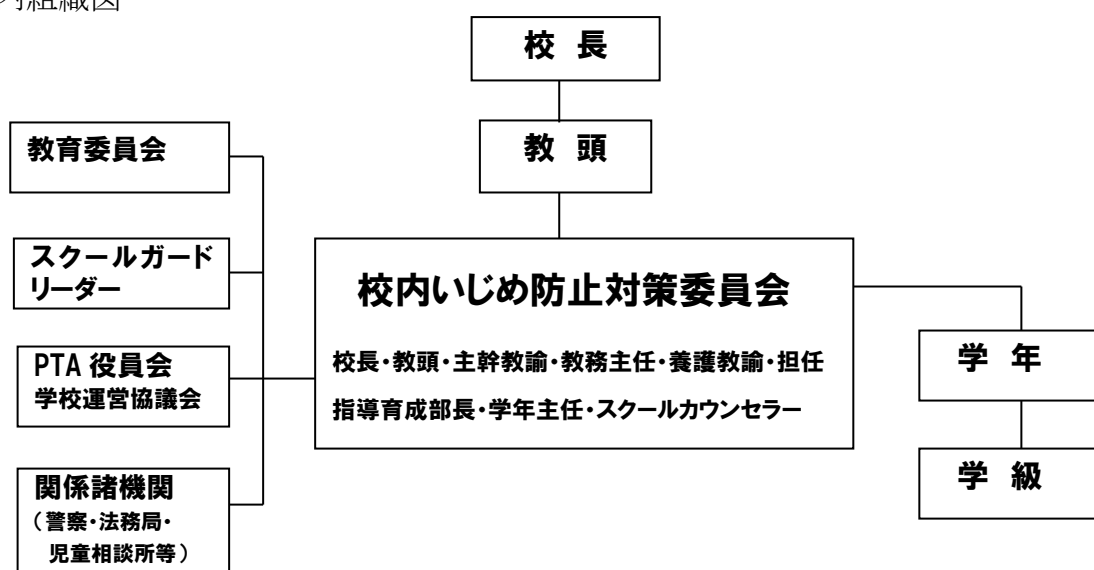 組織図
校 長
教 頭
教育委員会
スクールガード
リーダー
PTA 役員会
学校運営協議会
関係諸機関
（警察・法務局・
児童相談所等）
校内いじめ防止対策委員会
校長・教頭・主幹教諭・教務主任・養護教諭・担任
指導育成部長・学年主任・スクールカウンセラー
学 年
学 級